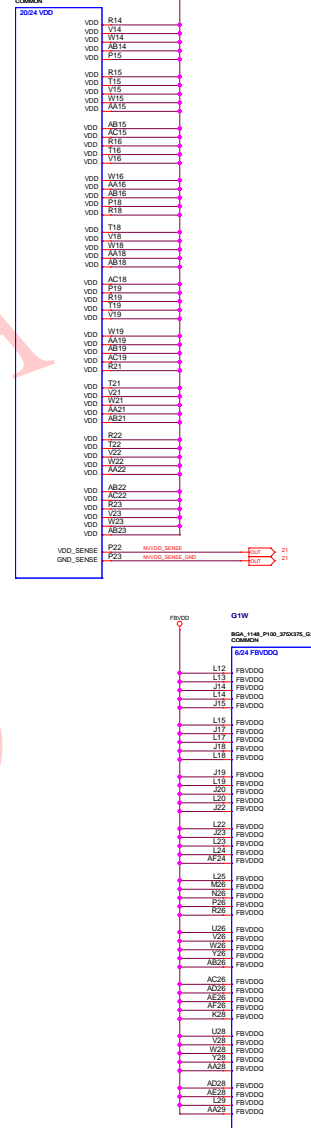 COMMON
20/24 VDD
VDD R14
VDD V14
VDD W14
VDD AB14
VDD P15
VDD R15
VDD T15
VDD V15
VDD W15
VDD AA15
VDD AB15
VDD AC15
VDD R16
VDD T16
VDD V16
VDD W16
VDD AA16
VDD AB16
VDD P18
VDD R18
VDD T18
VDD V18
VDD W18
VDD AA18
VDD AB18
VDD AC18
VDD P19
VDD R19
VDD T19
VDD V19
VDD W19
VDD AA19
VDD AB19
VDD AC19
VDD R21
VDD T21
VDD V21
VDD W21
VDD AA21
VDD AB21
VDD R22
VDD T22
VDD V22
VDD W22
VDD AA22
VDD AB22
VDD AC22
VDD R23
VDD V23
VDD W23
VDD AB23
VDD_SENSE P22 NVVDD_SENSE OUT 21
GND_SENSE P23 NVVDD_SENSE_GND OUT 21
FBVDD
G1W
BGA_1148_P100_375X375_G
COMMON
6/24 FBVDDQ
L12 FBVDDQ
L13 FBVDDQ
J14 FBVDDQ
L14 FBVDDQ
J15 FBVDDQ
L15 FBVDDQ
J17 FBVDDQ
L17 FBVDDQ
J18 FBVDDQ
L18 FBVDDQ
J19 FBVDDQ
L19 FBVDDQ
J20 FBVDDQ
L20 FBVDDQ
J22 FBVDDQ
L22 FBVDDQ
J23 FBVDDQ
L23 FBVDDQ
L24 FBVDDQ
AF24 FBVDDQ
L25 FBVDDQ
M26 FBVDDQ
N26 FBVDDQ
P26 FBVDDQ
R26 FBVDDQ
U26 FBVDDQ
V26 FBVDDQ
W26 FBVDDQ
Y26 FBVDDQ
AB26 FBVDDQ
AC26 FBVDDQ
AD26 FBVDDQ
AE26 FBVDDQ
AF26 FBVDDQ
K28 FBVDDQ
U28 FBVDDQ
V28 FBVDDQ
W28 FBVDDQ
Y28 FBVDDQ
AA28 FBVDDQ
AD28 FBVDDQ
AE28 FBVDDQ
L29 FBVDDQ
AA29 FBVDDQ